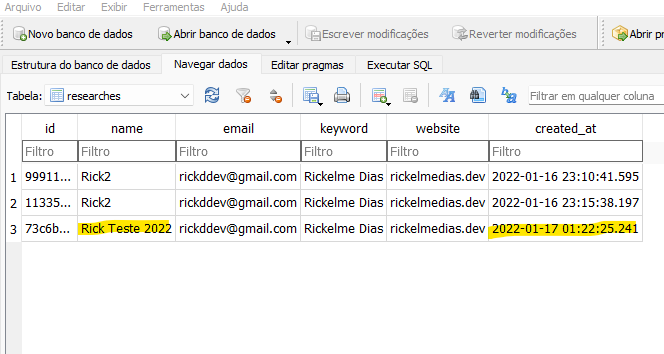 Arquivo Editar Exibir Ferramentas Ajuda
Novo banco de dados Abrir banco de dados Escrever modificações Reverter modificações Abrir pr
Estrutura do banco de dados Navegar dados Editar pragmas Executar SQL
Tabela: researches Filtrar em qualquer coluna
id name email keyword website created_at
Filtro Filtro Filtro Filtro Filtro Filtro
1 99911... Rick2 rickddev@gmail.com Rickelme Dias rickelmedias.dev 2022-01-16 23:10:41.595
2 11335... Rick2 rickddev@gmail.com Rickelme Dias rickelmedias.dev 2022-01-16 23:15:38.197
3 73c6b... Rick Teste 2022 rickddev@gmail.com Rickelme Dias rickelmedias.dev 2022-01-17 01:22:25.241